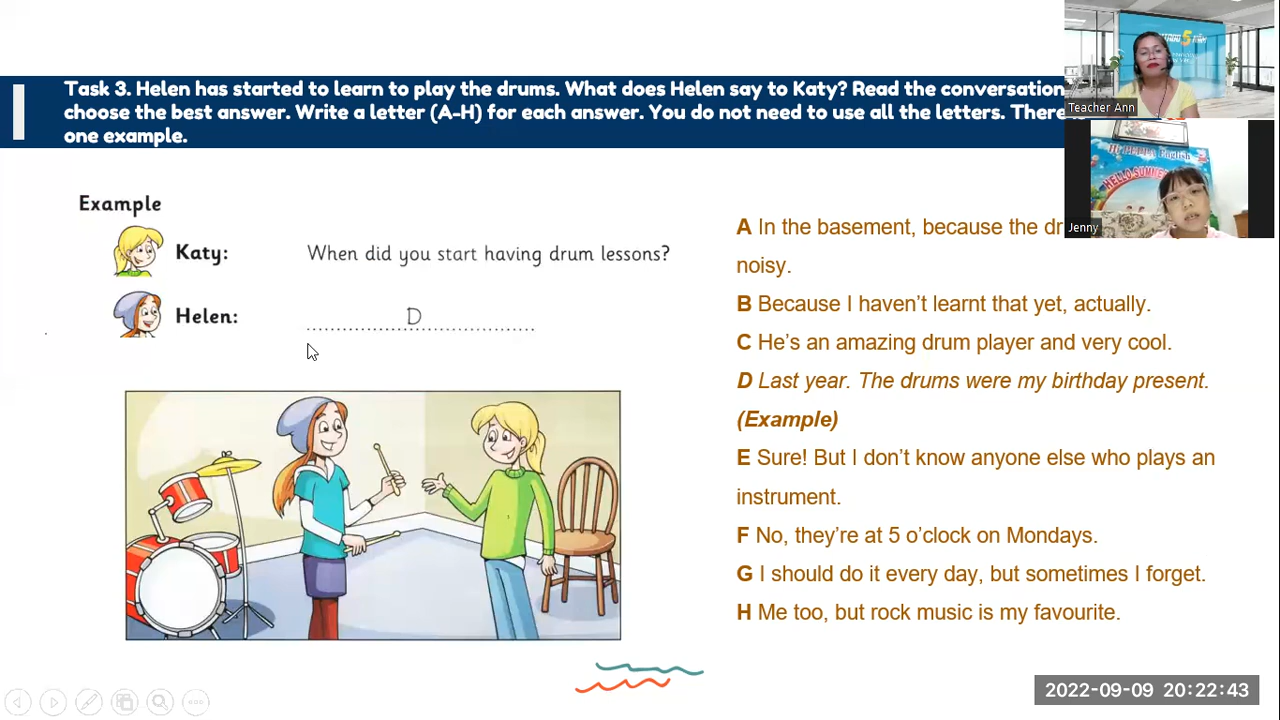 Task 3. Helen has started to learn to play the drums. What does Helen say to Katy? Read the conversation
choose the best answer. Write a letter (A-H) for each answer. You do not need to use all the letters. There
one example.
Example
Katy: When did you start having drum lessons?
Helen: D
A In the basement, because the
noisy.
B Because I haven't learnt that yet, actually.
C He's an amazing drum player and very cool.
D Last year. The drums were my birthday present.
(Example)
E Sure! But I don't know anyone else who plays an
instrument.
F No, they're at 5 o'clock on Mondays.
G I should do it every day, but sometimes I forget.
H Me too, but rock music is my favourite.
Teacher Ann
English
HELLO SUMME
Jenny
2022-09-09 20:22:43